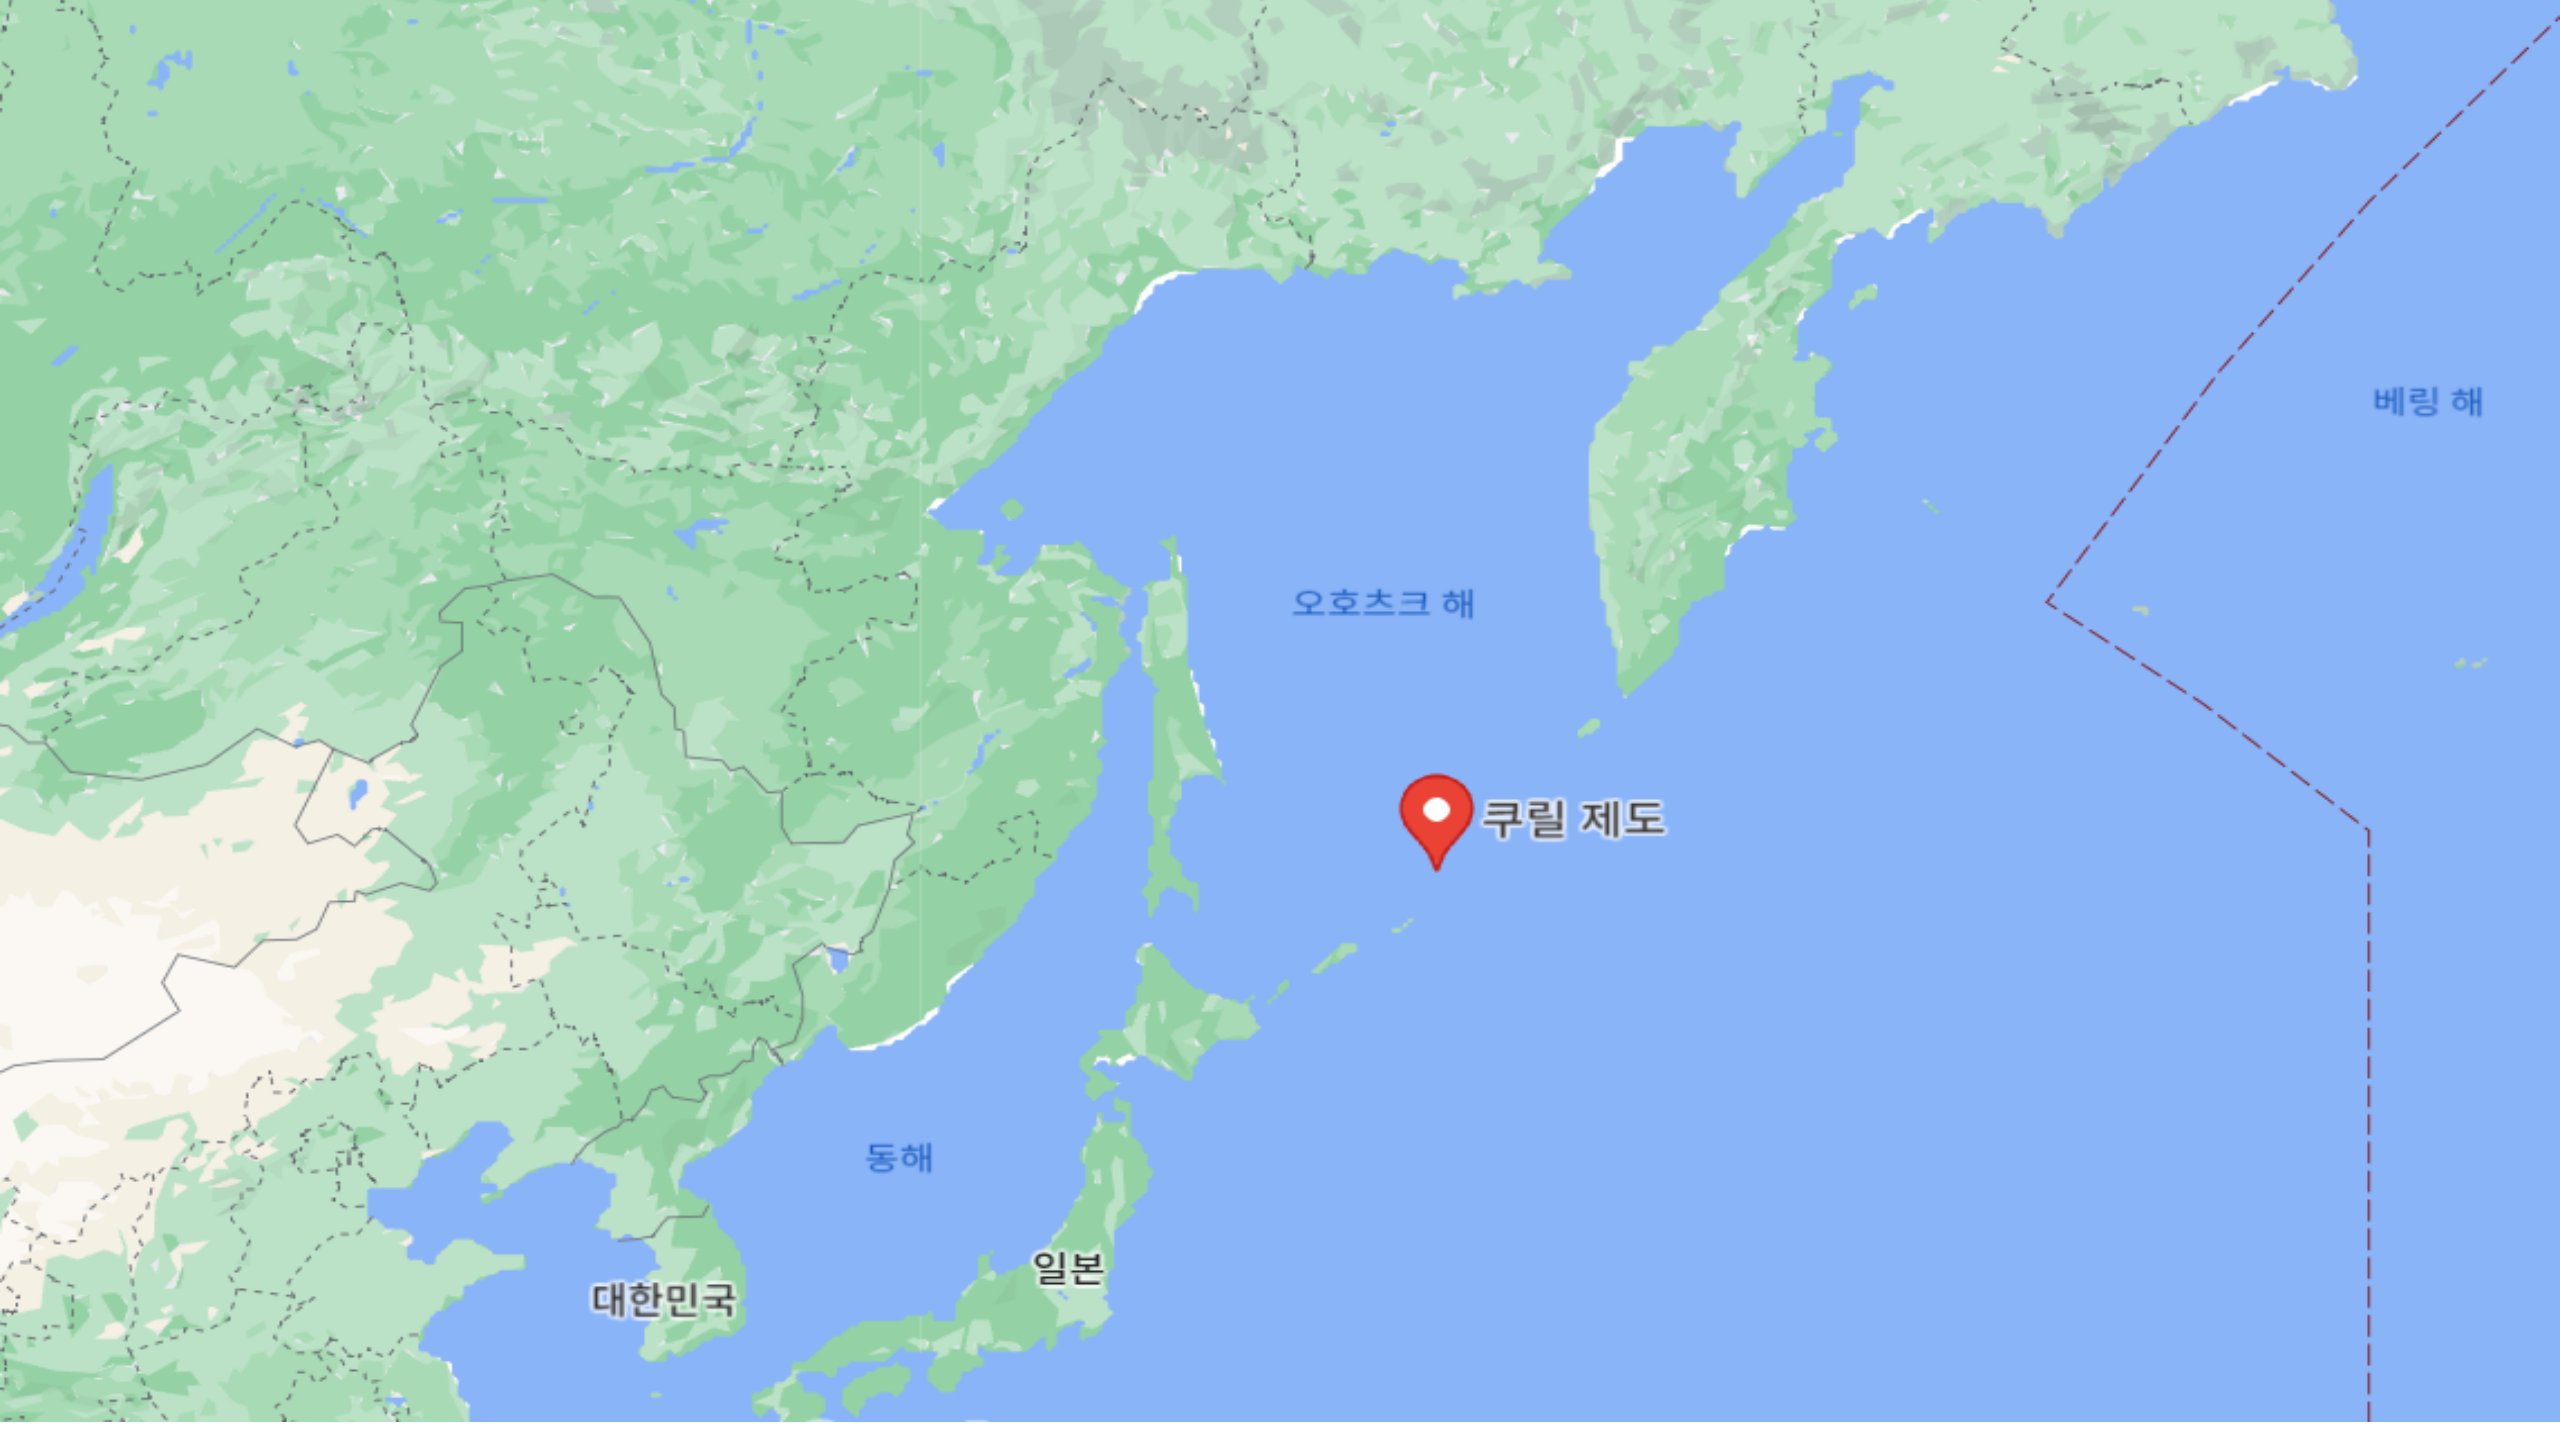 베링 해
오호츠크 해
쿠릴 제도
동해
일본
대한민국